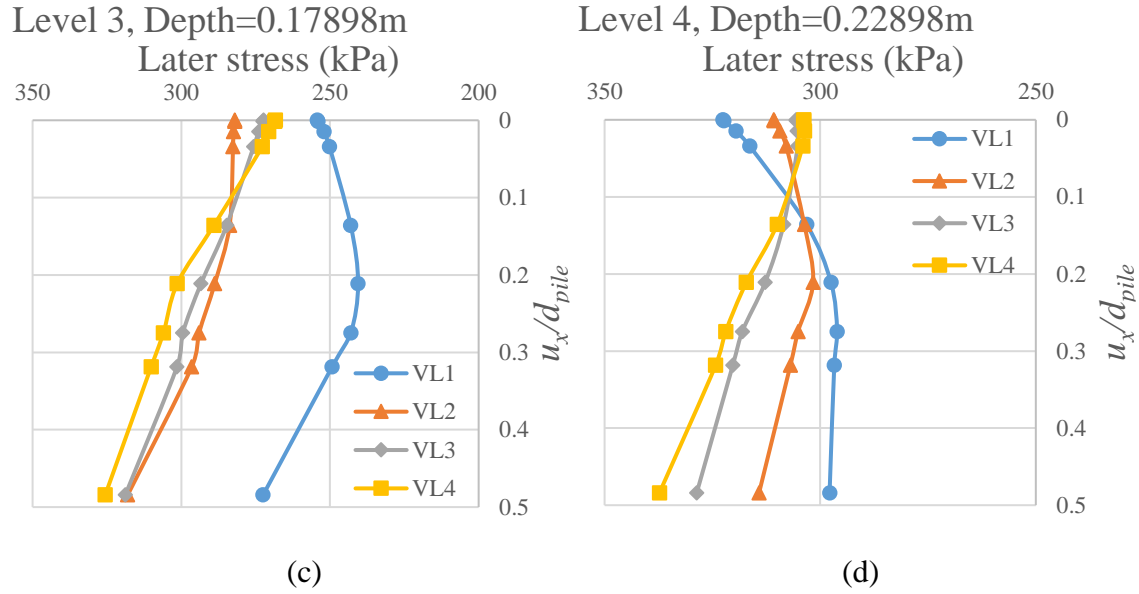 Level 3, Depth=0.17898m
Later stress (kPa)
350 300 250 200
0
0.1
0.2
0.3
0.4
0.5
u_x/d_pile
VL1
VL2
VL3
VL4
(c)
Level 4, Depth=0.22898m
Later stress (kPa)
350 300 250
0
0.1
0.2
0.3
0.4
0.5
u_x/d_pile
VL1
VL2
VL3
VL4
(d)